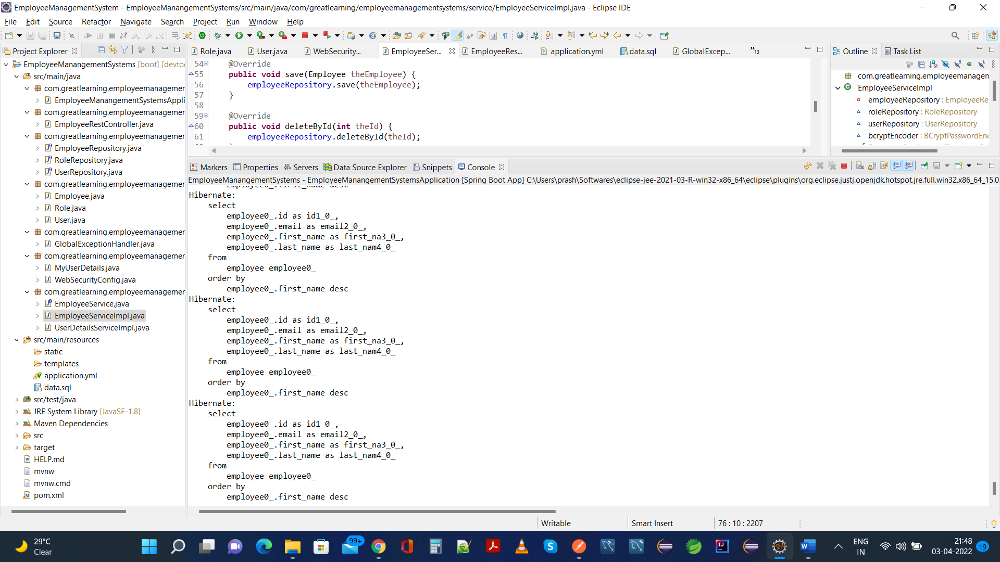 EmployeeManagementSystem - EmployeeManangementSystems/src/main/java/com/greatlearning/employeemanagementsystems/service/EmployeeServiceImpl.java - Eclipse IDE
File Edit Source Refactor Navigate Search Project Run Window Help
Project Explorer
EmployeeManangementSystems [boot] [devto
src/main/java
com.greatlearning.employeemanagemer
EmployeeManangementSystemsAppli
com.greatlearning.employeemanagemer
EmployeeRestController.java
com.greatlearning.employeemanagemer
EmployeeRepository.java
RoleRepository.java
UserRepository.java
com.greatlearning.employeemanagemer
Employee.java
Role.java
User.java
com.greatlearning.employeemanagemer
GlobalExceptionHandler.java
com.greatlearning.employeemanagemer
MyUserDetails.java
WebSecurityConfig.java
com.greatlearning.employeemanagemer
EmployeeService.java
EmployeeServiceImpl.java
UserDetailsServiceImpl.java
src/main/resources
static
templates
application.yml
data.sql
src/test/java
JRE System Library [JavaSE-1.8]
Maven Dependencies
src
target
HELP.md
mvnw
mvnw.cmd
pom.xml
Role.java User.java WebSecurity... EmployeeSer... EmployeeRes... application.yml data.sql GlobalExcep... »13
54 @Override
55 public void save(Employee theEmployee) {
56 employeeRepository.save(theEmployee);
57 }
58
59 @Override
60 public void deleteById(int theId) {
61 employeeRepository.deleteById(theId);
Outline Task List
com.greatlearning.employeemanagem
EmployeeServiceImpl
employeeRepository : EmployeeRe
roleRepository : RoleRepository
userRepository : UserRepository
bcryptEncoder : BCryptPasswordEnc
Markers Properties Servers Data Source Explorer Snippets Console
EmployeeManangementSystems - EmployeeManangementSystemsApplication [Spring Boot App] C:\Users\prash\Softwares\eclipse-jee-2021-03-R-win32-x86_64\eclipse\plugins\org.eclipse.justj.openjdk.hotspot.jre.full.win32.x86_64_15.0
employee0_.first_name desc
Hibernate:
select
employee0_.id as id1_0_,
employee0_.email as email2_0_,
employee0_.first_name as first_na3_0_,
employee0_.last_name as last_nam4_0_
from
employee employee0_
order by
employee0_.first_name desc
Hibernate:
select
employee0_.id as id1_0_,
employee0_.email as email2_0_,
employee0_.first_name as first_na3_0_,
employee0_.last_name as last_nam4_0_
from
employee employee0_
order by
employee0_.first_name desc
Hibernate:
select
employee0_.id as id1_0_,
employee0_.email as email2_0_,
employee0_.first_name as first_na3_0_,
employee0_.last_name as last_nam4_0_
from
employee employee0_
order by
employee0_.first_name desc
Writable Smart Insert 76 : 10 : 2207
29°C
Clear
99+
ENG
IN
21:48
03-04-2022
19